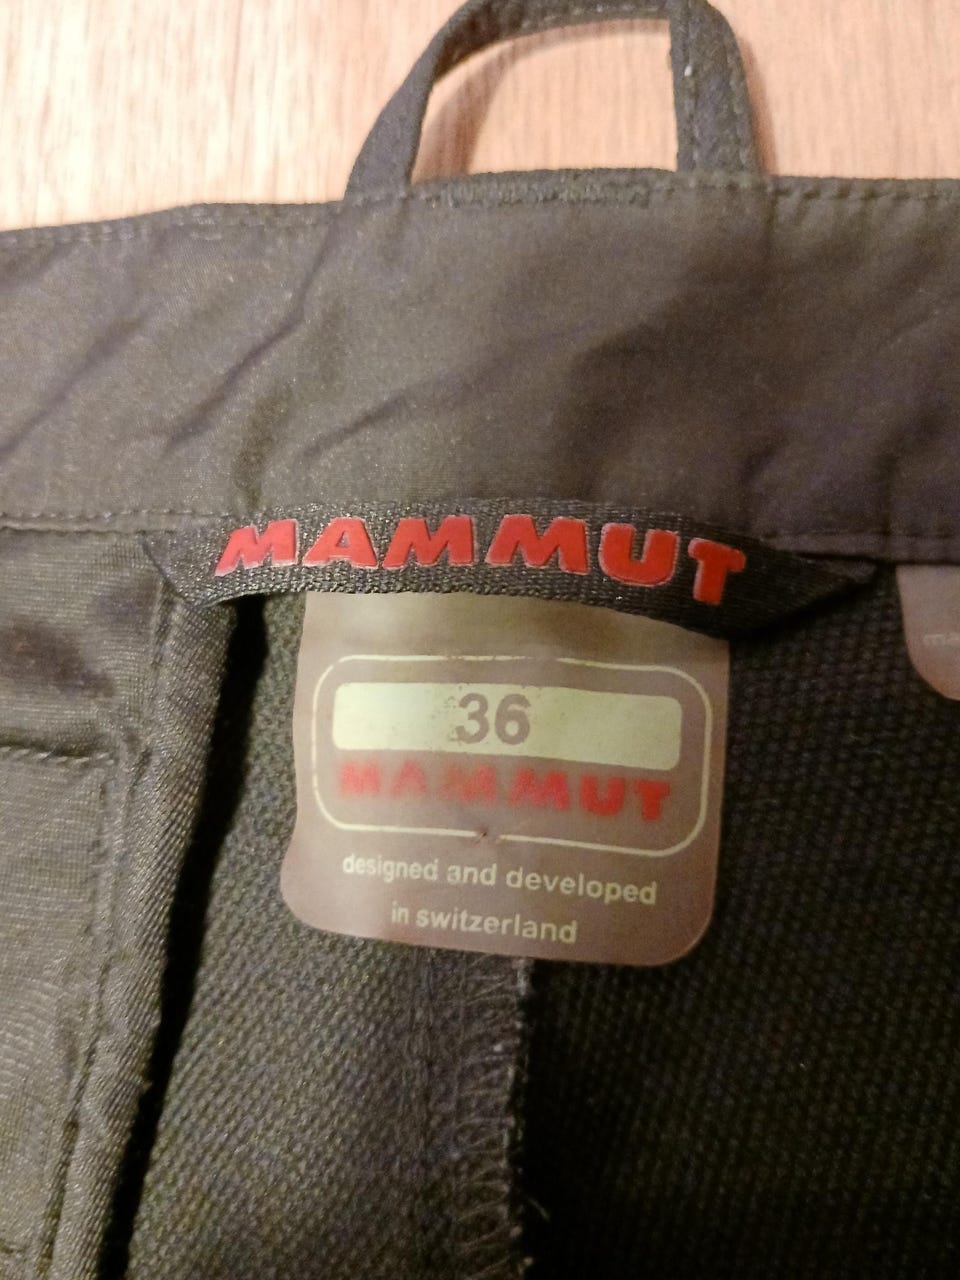 MAMMUT
36
MAMMUT
designed and developed
in switzerland